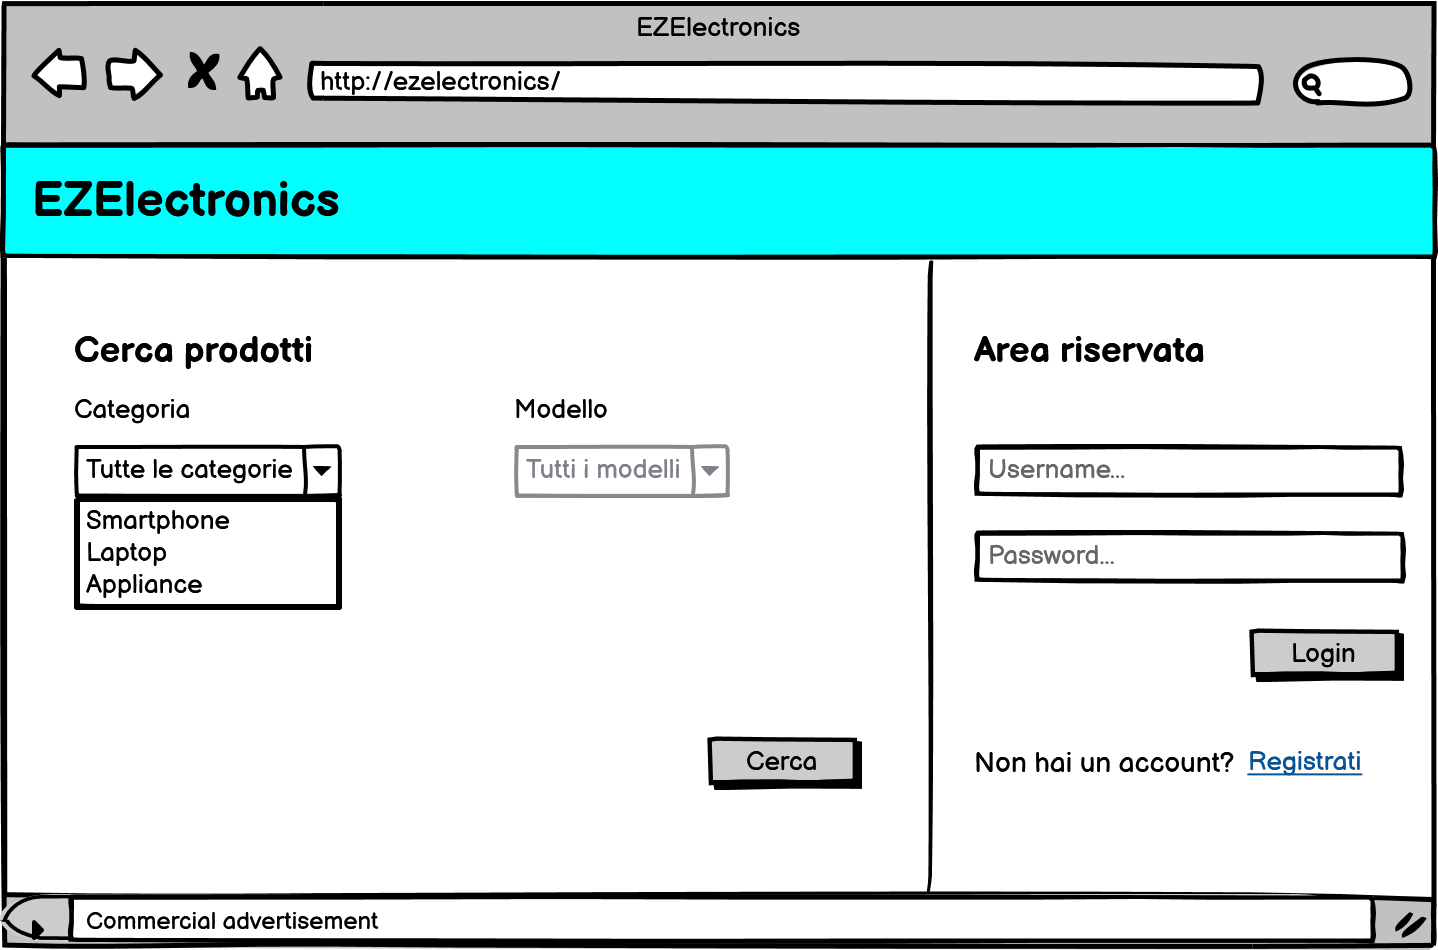 EZElectronics
http://ezelectronics/
EZElectronics
Cerca prodotti
Categoria
Modello
Tutte le categorie
Tutti i modelli
Smartphone
Laptop
Appliance
Cerca
Area riservata
Username...
Password...
Login
Non hai un account? Registrati
Commercial advertisement